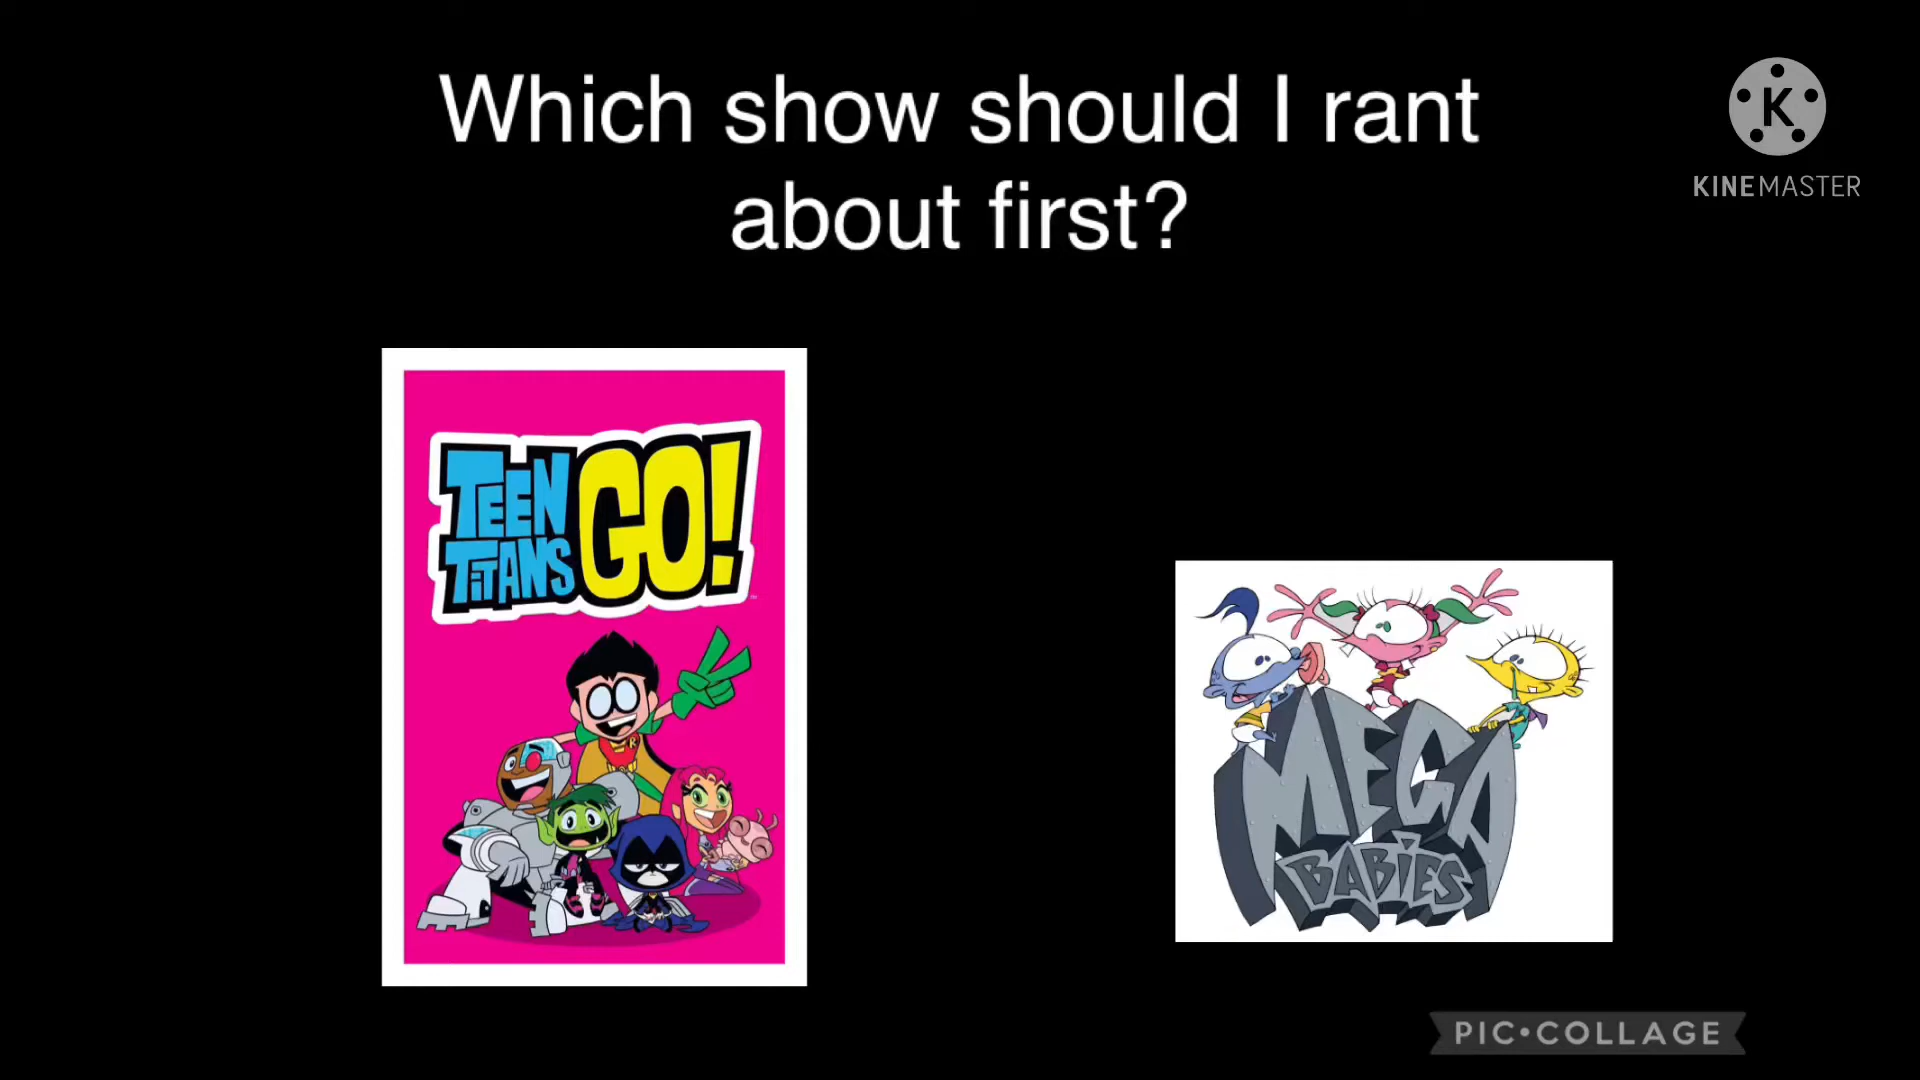 Which show should I rant
about first?
K
KINEMASTER
TEEN
TITANS
GO!
R
MEGA
BABIES
PIC•COLLAGE